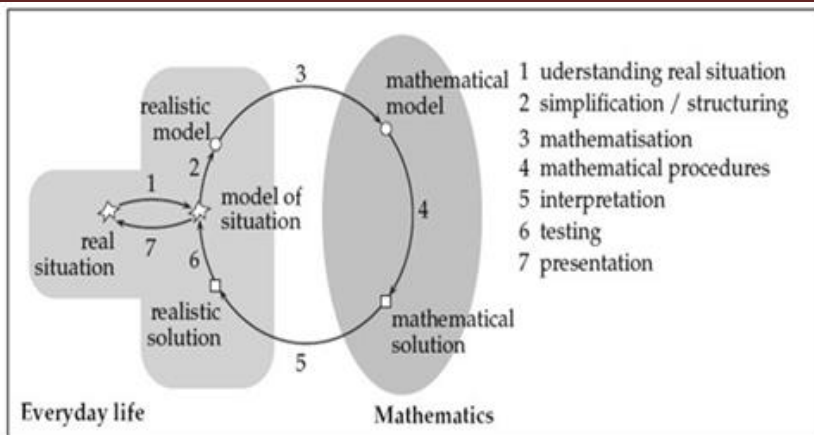 3
realistic
model
mathematical
model
1 uderstanding real situation
2 simplification / structuring
3 mathematisation
4 mathematical procedures
5 interpretation
6 testing
7 presentation
1
2
model of
situation
4
real
situation
7
6
realistic
solution
mathematical
solution
5
Everyday life
Mathematics